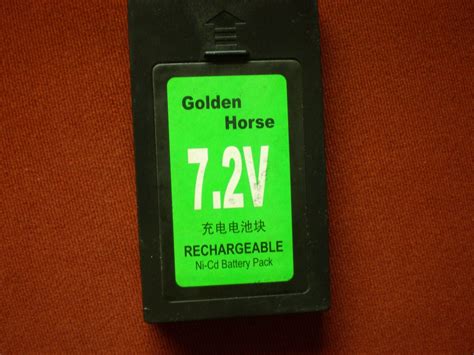 Golden
Horse
7.2V
充电电池块
RECHARGEABLE
Ni-Cd Battery Pack